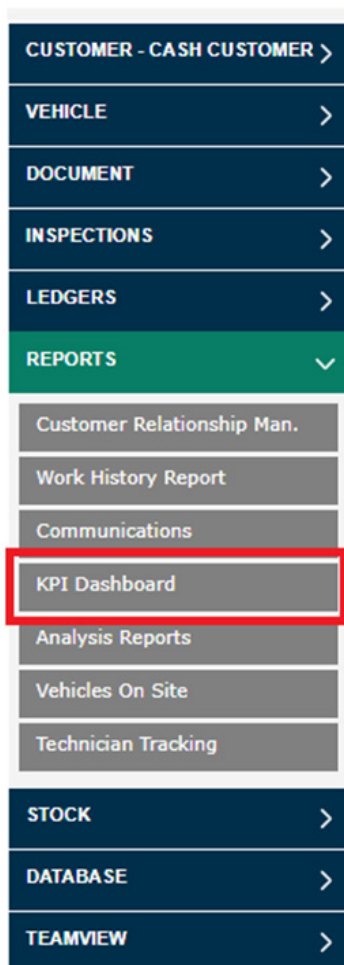 CUSTOMER - CASH CUSTOMER
VEHICLE
DOCUMENT
INSPECTIONS
LEDGERS
REPORTS
Customer Relationship Man.
Work History Report
Communications
KPI Dashboard
Analysis Reports
Vehicles On Site
Technician Tracking
STOCK
DATABASE
TEAMVIEW